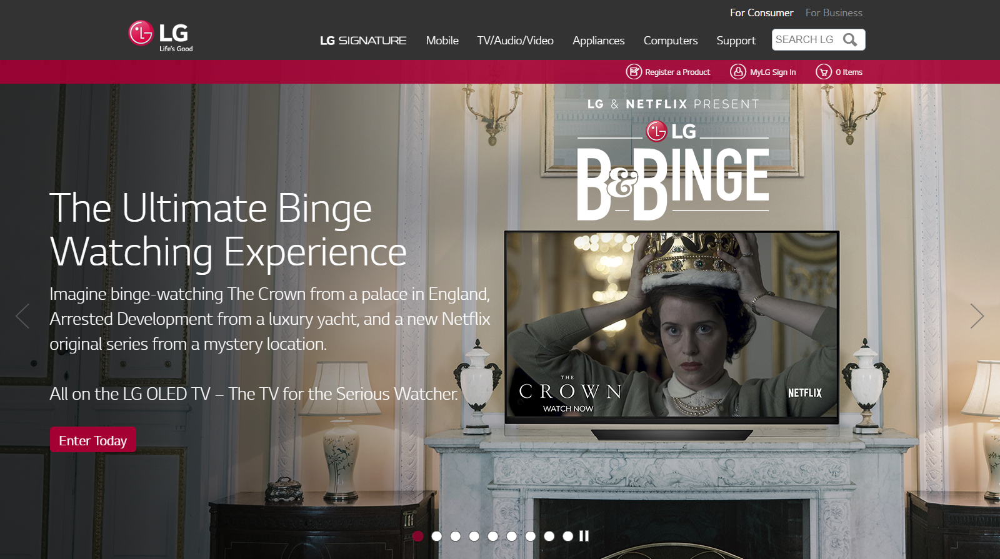 For Consumer For Business
LG
Life's Good
LG SIGNATURE Mobile TV/Audio/Video Appliances Computers Support SEARCH LG
Register a Product MyLG Sign In 0 Items
LG & NETFLIX PRESENT
LG
B&BINGE
The Ultimate Binge
Watching Experience
Imagine binge-watching The Crown from a palace in England,
Arrested Development from a luxury yacht, and a new Netflix
original series from a mystery location.
All on the LG OLED TV – The TV for the Serious Watcher.
Enter Today
THE
CROWN
WATCH NOW
NETFLIX